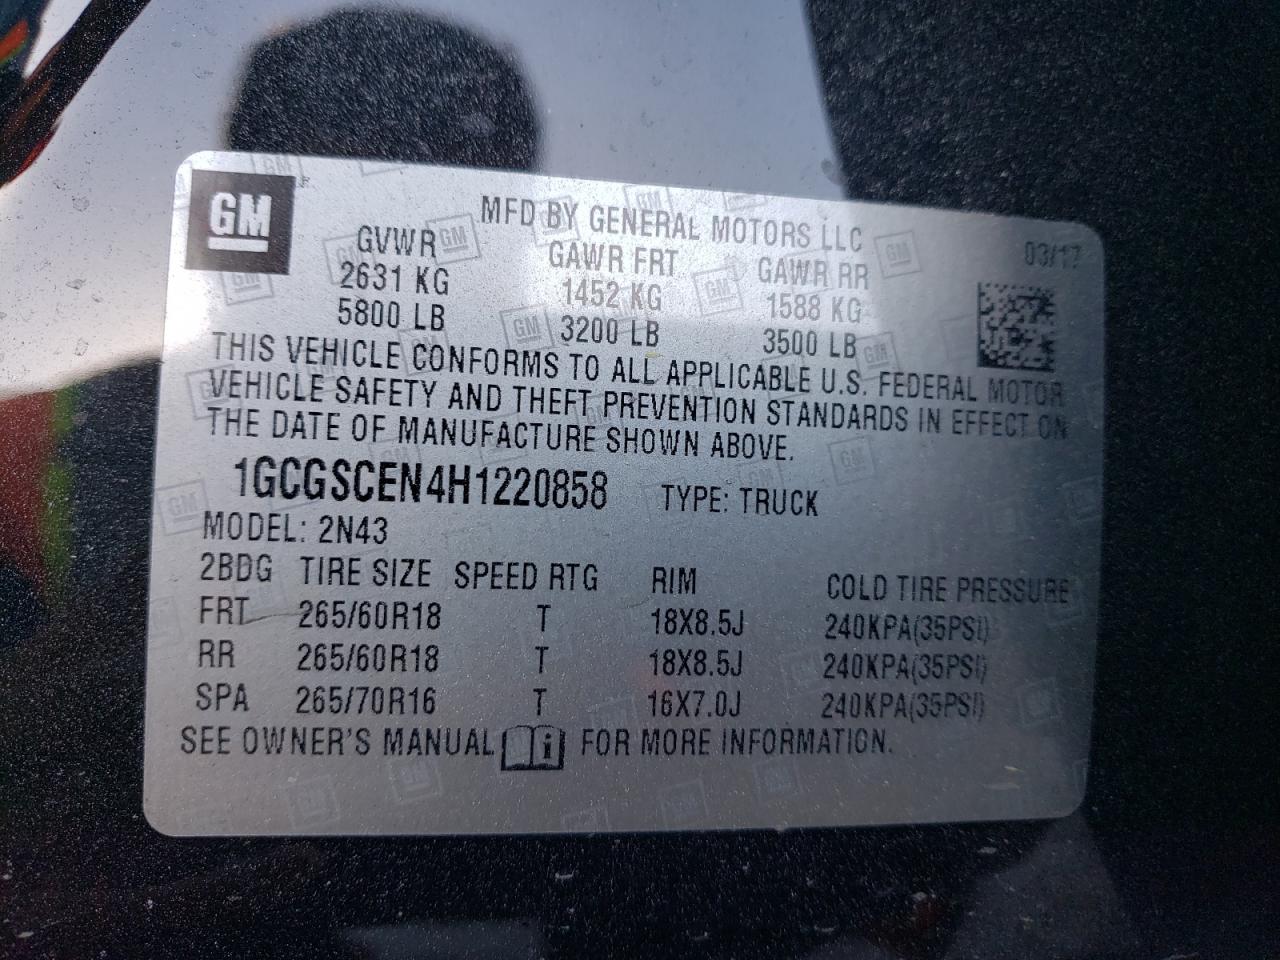 GM
MFD BY GENERAL MOTORS LLC
03/17
GVWR GAWR FRT GAWR RR
2631 KG 1452 KG 1588 KG
5800 LB 3200 LB 3500 LB
THIS VEHICLE CONFORMS TO ALL APPLICABLE U.S. FEDERAL MOTOR
VEHICLE SAFETY AND THEFT PREVENTION STANDARDS IN EFFECT ON
THE DATE OF MANUFACTURE SHOWN ABOVE.
1GCGSCEN4H1220858 TYPE: TRUCK
MODEL: 2N43
2BDG TIRE SIZE SPEED RTG RIM COLD TIRE PRESSURE
FRT 265/60R18 T 18X8.5J 240KPA(35PSI)
RR 265/60R18 T 18X8.5J 240KPA(35PSI)
SPA 265/70R16 T 16X7.0J 240KPA(35PSI)
SEE OWNER'S MANUAL i FOR MORE INFORMATION.